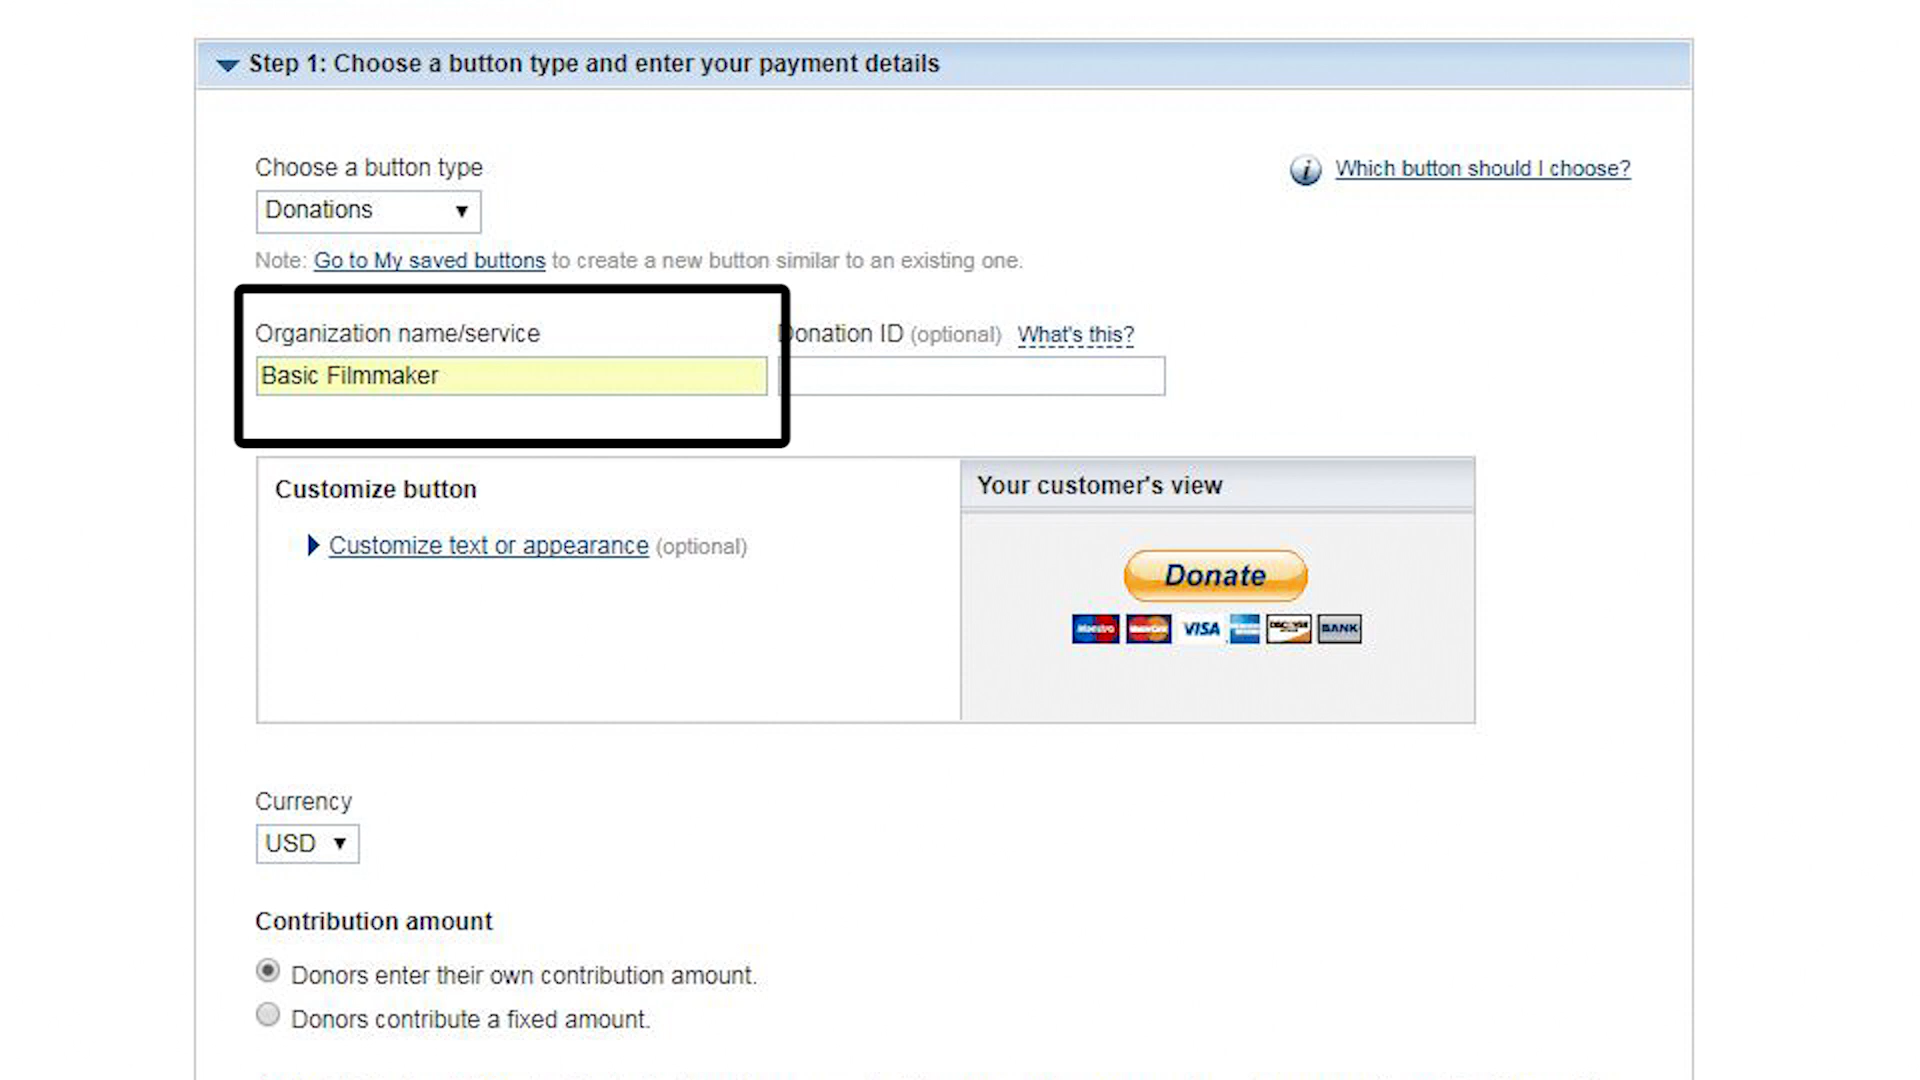 Step 1: Choose a button type and enter your payment details
Choose a button type
Which button should I choose?
Donations
Note: Go to My saved buttons to create a new button similar to an existing one.
Organization name/service
Donation ID (optional) What's this?
Basic Filmmaker
Customize button
Your customer's view
Customize text or appearance (optional)
Donate
Maestro MasterCard VISA DISCOVER BANK
Currency
USD
Contribution amount
Donors enter their own contribution amount.
Donors contribute a fixed amount.